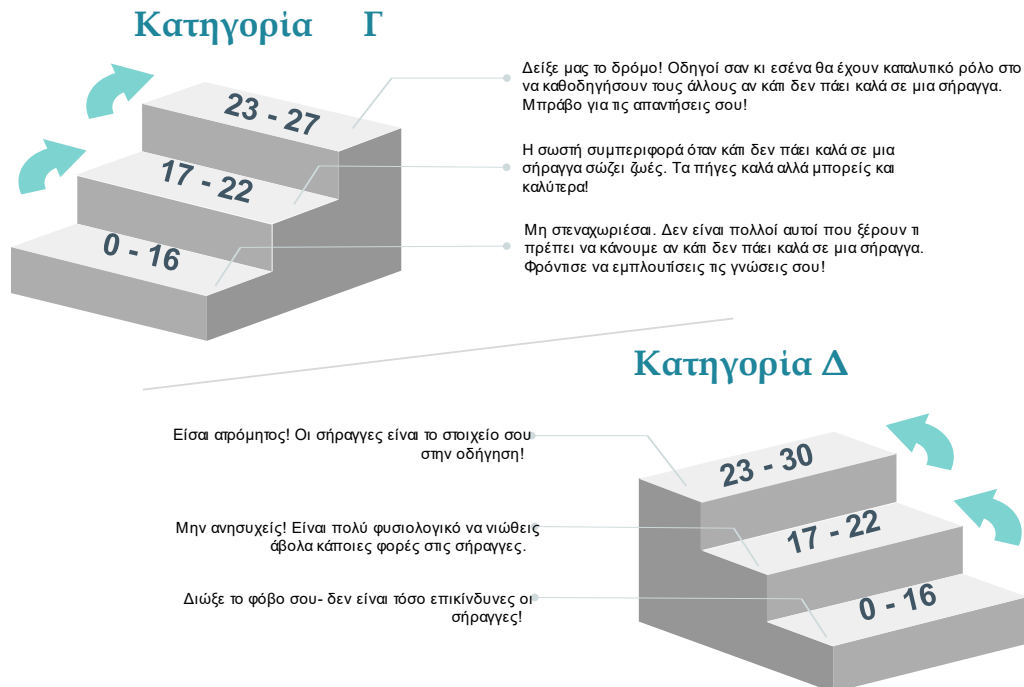 Κατηγορία Γ
23 - 27
17 - 22
0 - 16
Δείξε μας το δρόμο! Οδηγοί σαν κι εσένα θα έχουν καταλυτικό ρόλο στο
να καθοδηγήσουν τους άλλους αν κάτι δεν πάει καλά σε μια σήραγγα.
Μπράβο για τις απαντήσεις σου!
Η σωστή συμπεριφορά όταν κάτι δεν πάει καλά σε μια
σήραγγα σώζει ζωές. Τα πήγες καλά αλλά μπορείς και
καλύτερα!
Μη στεναχωριέσαι. Δεν είναι πολλοί αυτοί που ξέρουν τι
πρέπει να κάνουμε αν κάτι δεν πάει καλά σε μια σήραγγα.
Φρόντισε να εμπλουτίσεις τις γνώσεις σου!
Κατηγορία Δ
Είσαι ατρόμητος! Οι σήραγγες είναι το στοιχείο σου
στην οδήγηση!
Μην ανησυχείς! Είναι πολύ φυσιολογικό να νιώθεις
άβολα κάποιες φορές στις σήραγγες.
Διώξε το φόβο σου- δεν είναι τόσο επικίνδυνες οι
σήραγγες!
23 - 30
17 - 22
0 - 16